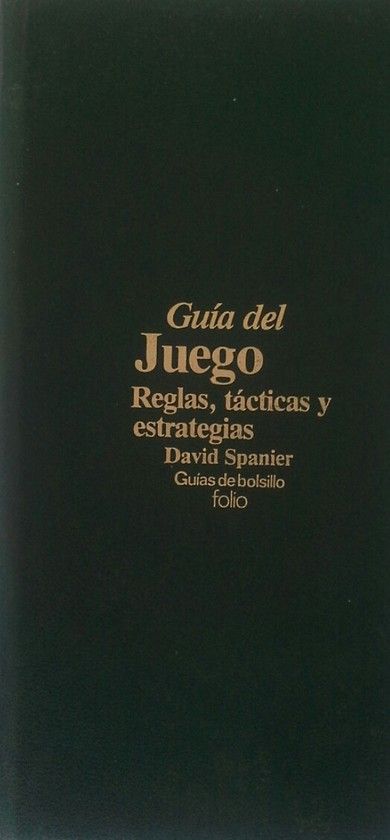 Guía del
Juego
Reglas, tácticas y
estrategias
David Spanier
Guías de bolsillo
folio